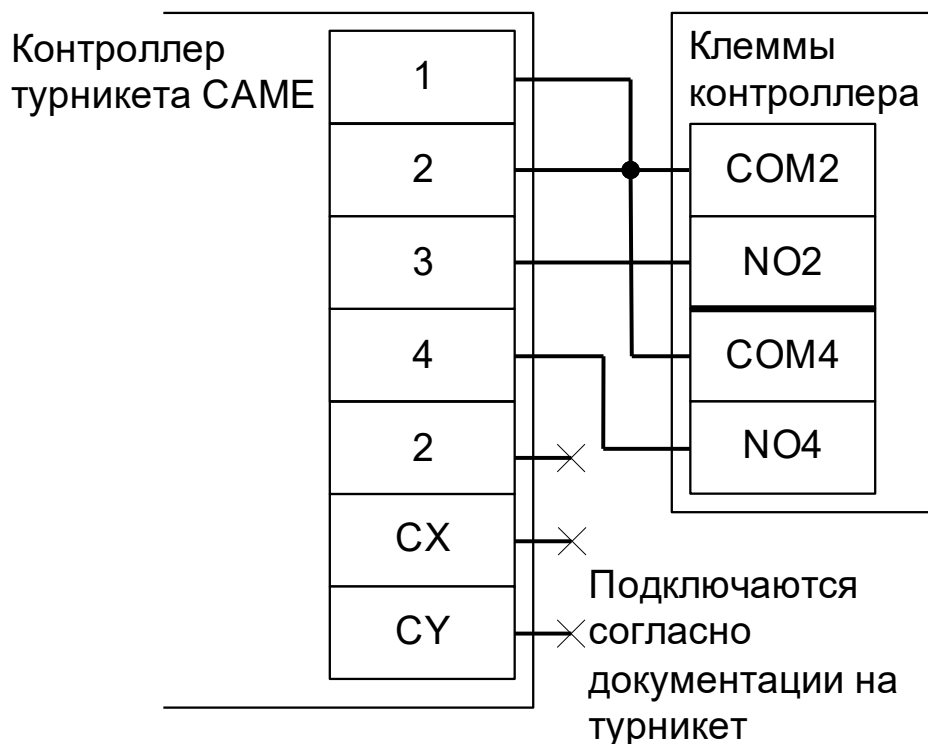 Контроллер
турникета CAME
1
2
3
4
2
CX
CY
Клеммы
контроллера
COM2
NO2
COM4
NO4
Подключаются
согласно
документации на
турникет